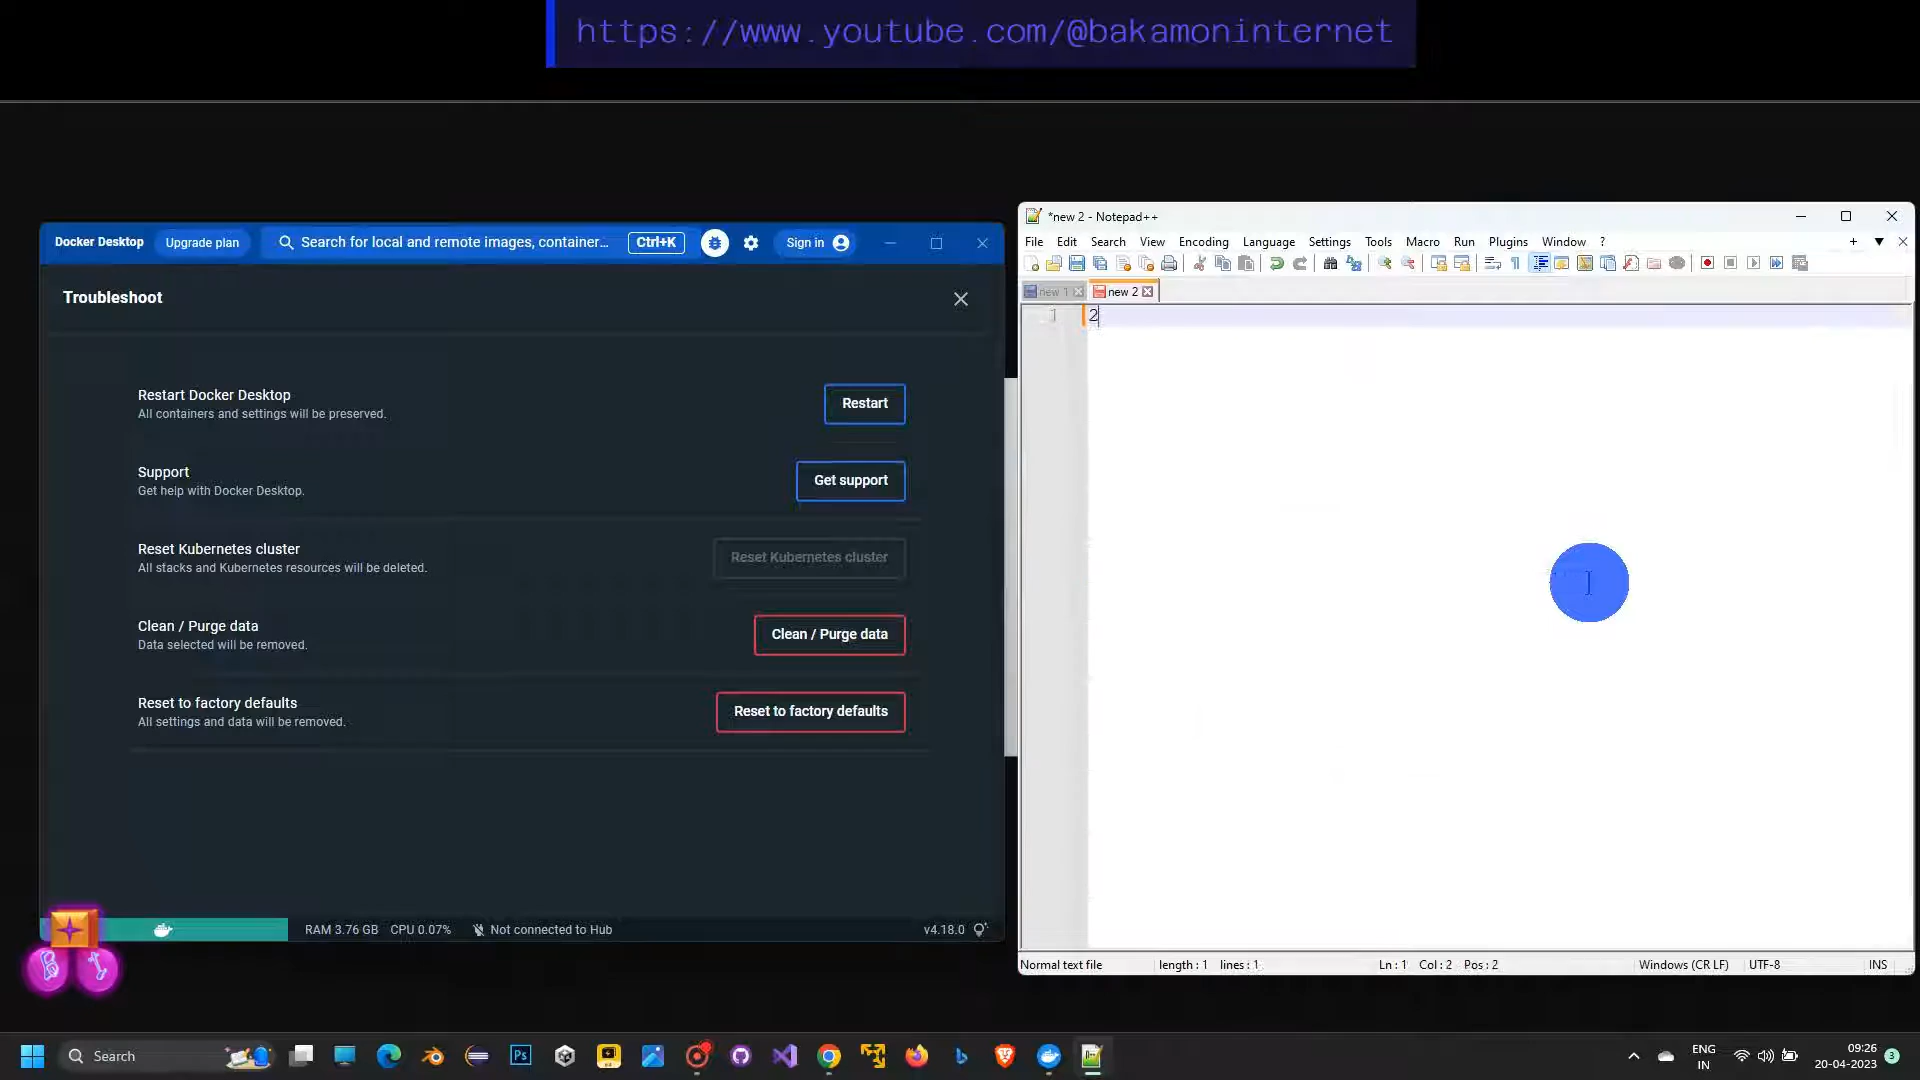 https://www.youtube.com/@bakamoninternet
Docker Desktop Upgrade plan Search for local and remote images, container... Ctrl+K Sign in
Troubleshoot
Restart Docker Desktop
All containers and settings will be preserved.
Restart
Support
Get help with Docker Desktop.
Get support
Reset Kubernetes cluster
All stacks and Kubernetes resources will be deleted.
Reset Kubernetes cluster
Clean / Purge data
Data selected will be removed.
Clean / Purge data
Reset to factory defaults
All settings and data will be removed.
Reset to factory defaults
RAM 3.76 GB CPU 0.07% Not connected to Hub v4.18.0
*new 2 - Notepad++
File Edit Search View Encoding Language Settings Tools Macro Run Plugins Window ?
new 1 new 2
1 2
Normal text file length : 1 lines : 1 Ln : 1 Col : 2 Pos : 2 Windows (CR LF) UTF-8 INS
Search
Ps
ENG
IN
09:26
20-04-2023
3